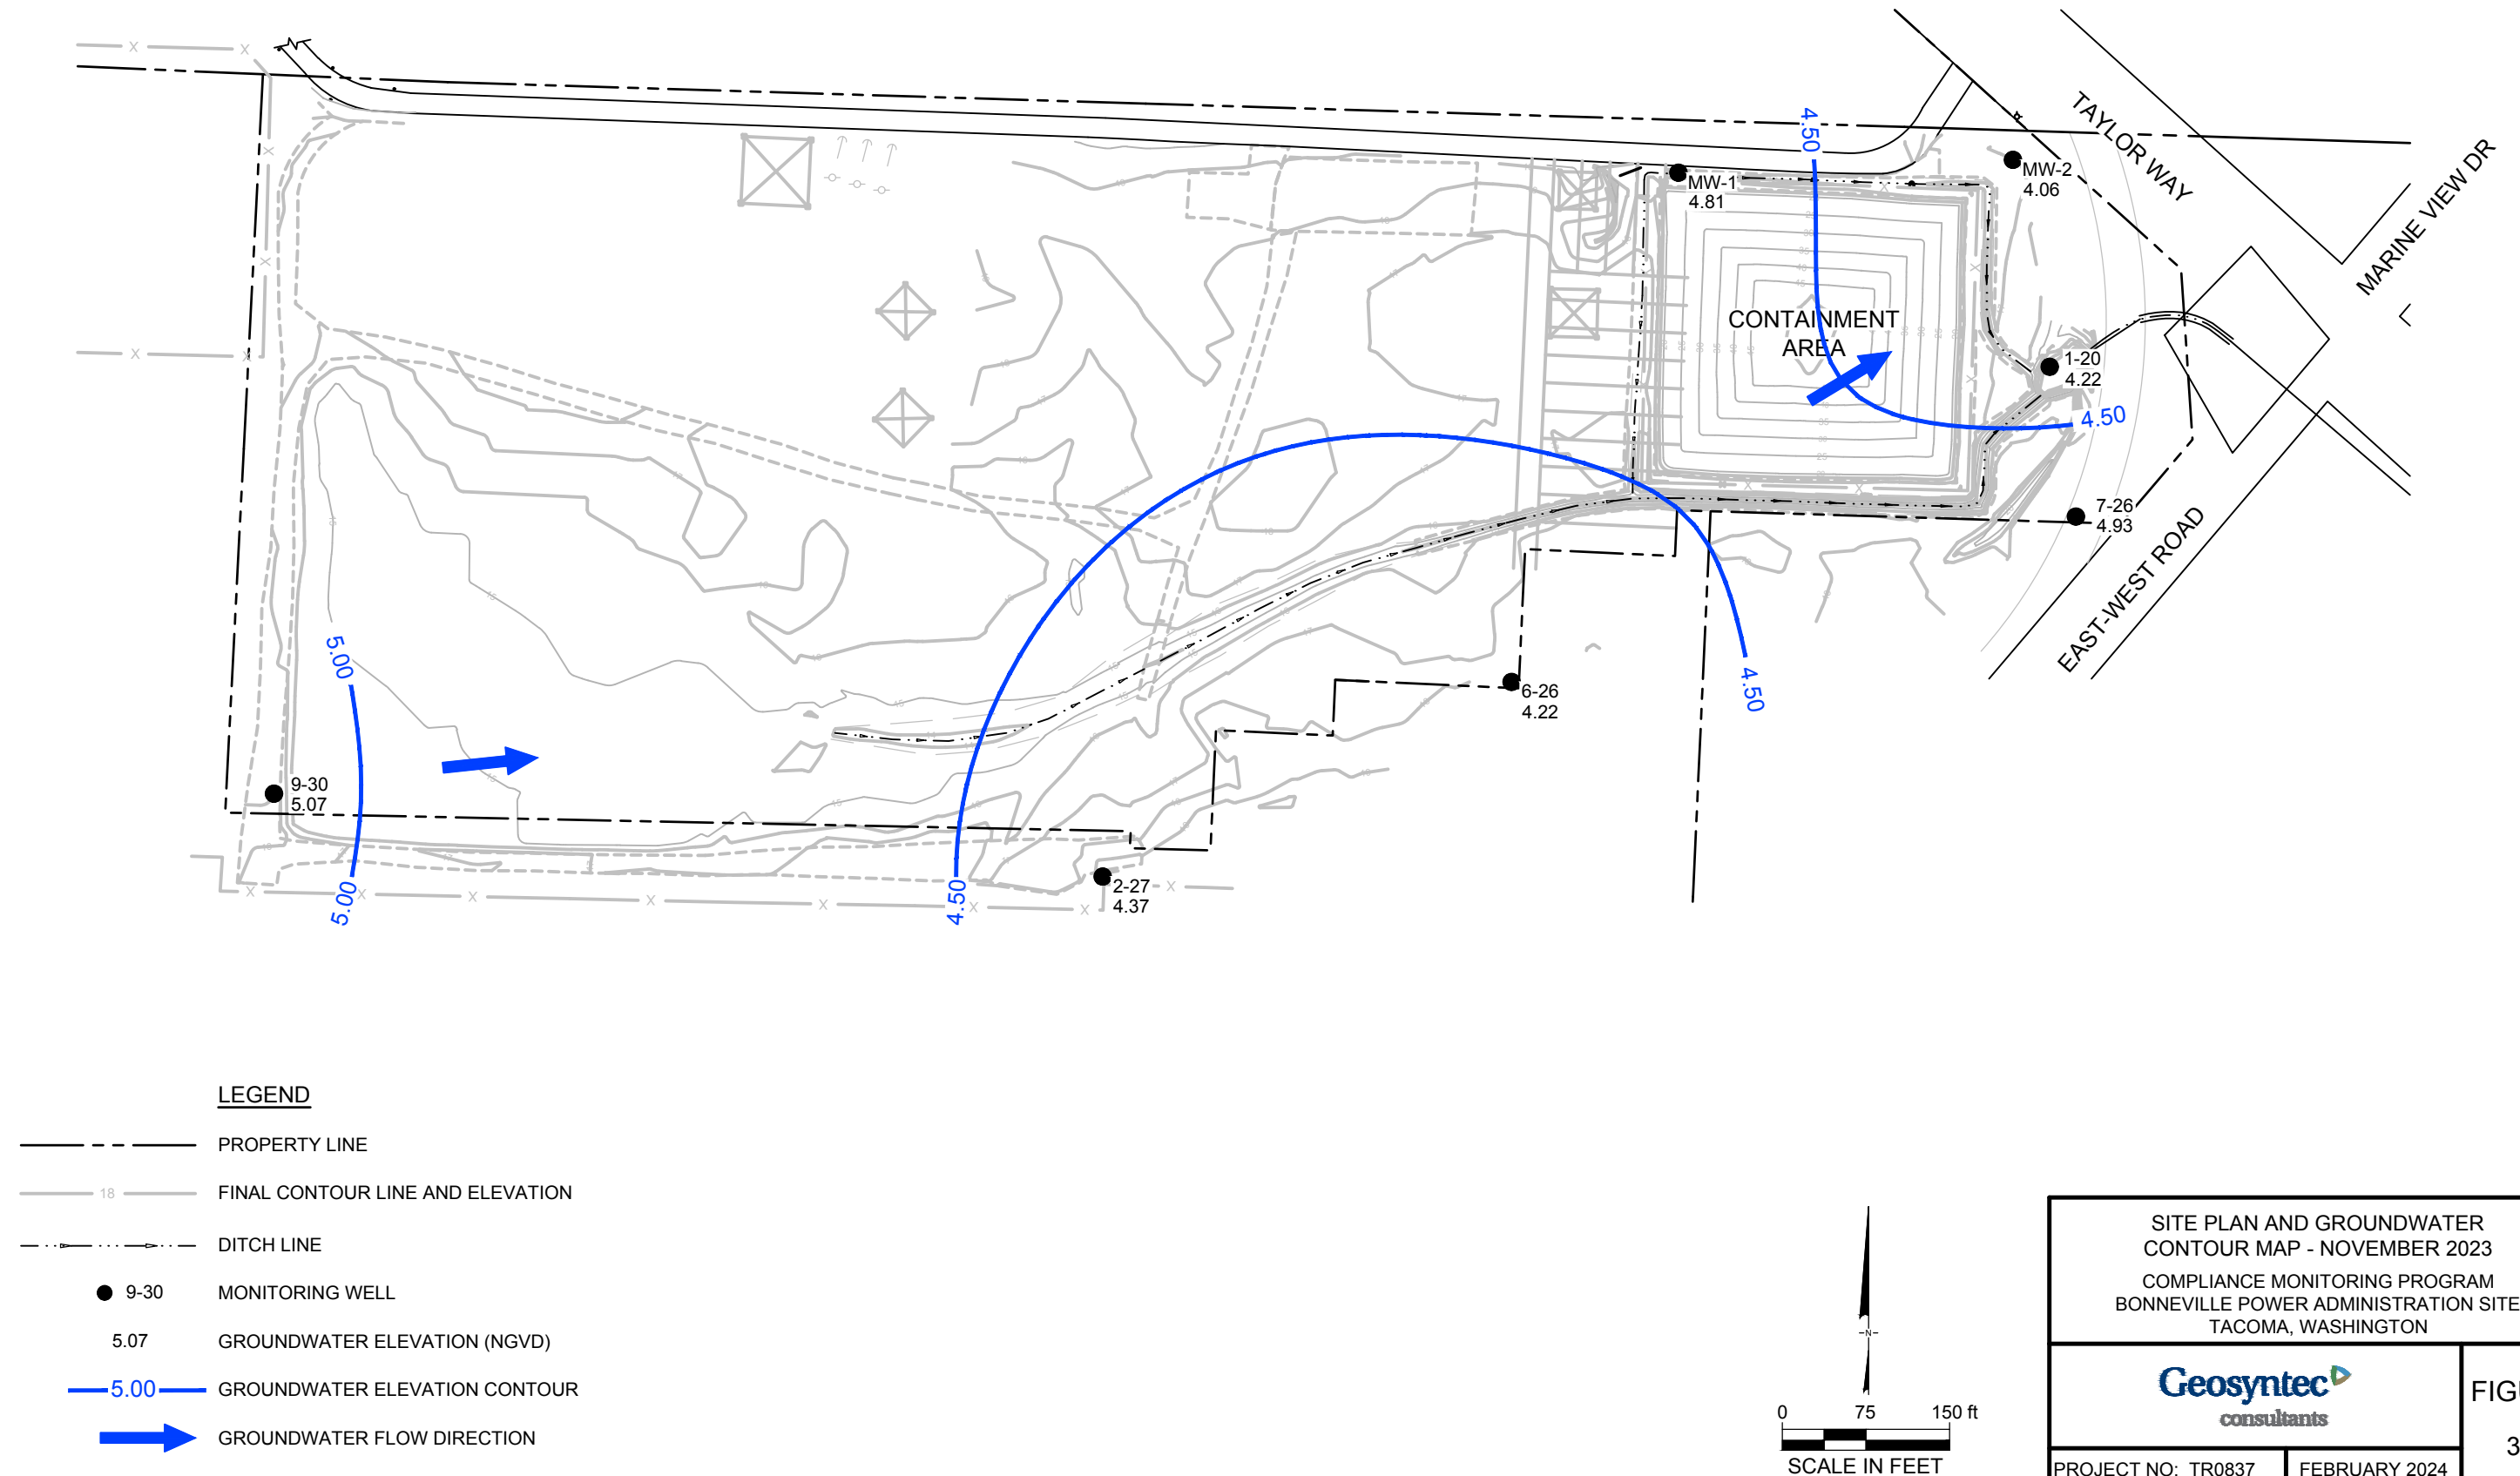 TAYLOR WAY
MARINE VIEW DR
4.50
MW-1
4.81
MW-2
4.06
CONTAINMENT
AREA
1-20
4.22
4.50
7-26
4.93
EAST-WEST ROAD
5.00
6-26
4.22
4.50
9-30
5.07
5.00
4.50
2-27
4.37
LEGEND
PROPERTY LINE
18
FINAL CONTOUR LINE AND ELEVATION
DITCH LINE
9-30
MONITORING WELL
5.07
GROUNDWATER ELEVATION (NGVD)
5.00
GROUNDWATER ELEVATION CONTOUR
GROUNDWATER FLOW DIRECTION
N
0 75 150 ft
SCALE IN FEET
SITE PLAN AND GROUNDWATER
CONTOUR MAP - NOVEMBER 2023
COMPLIANCE MONITORING PROGRAM
BONNEVILLE POWER ADMINISTRATION SITE
TACOMA, WASHINGTON
Geosyntec
consultants
3
PROJECT NO: TR0837
FEBRUARY 2024